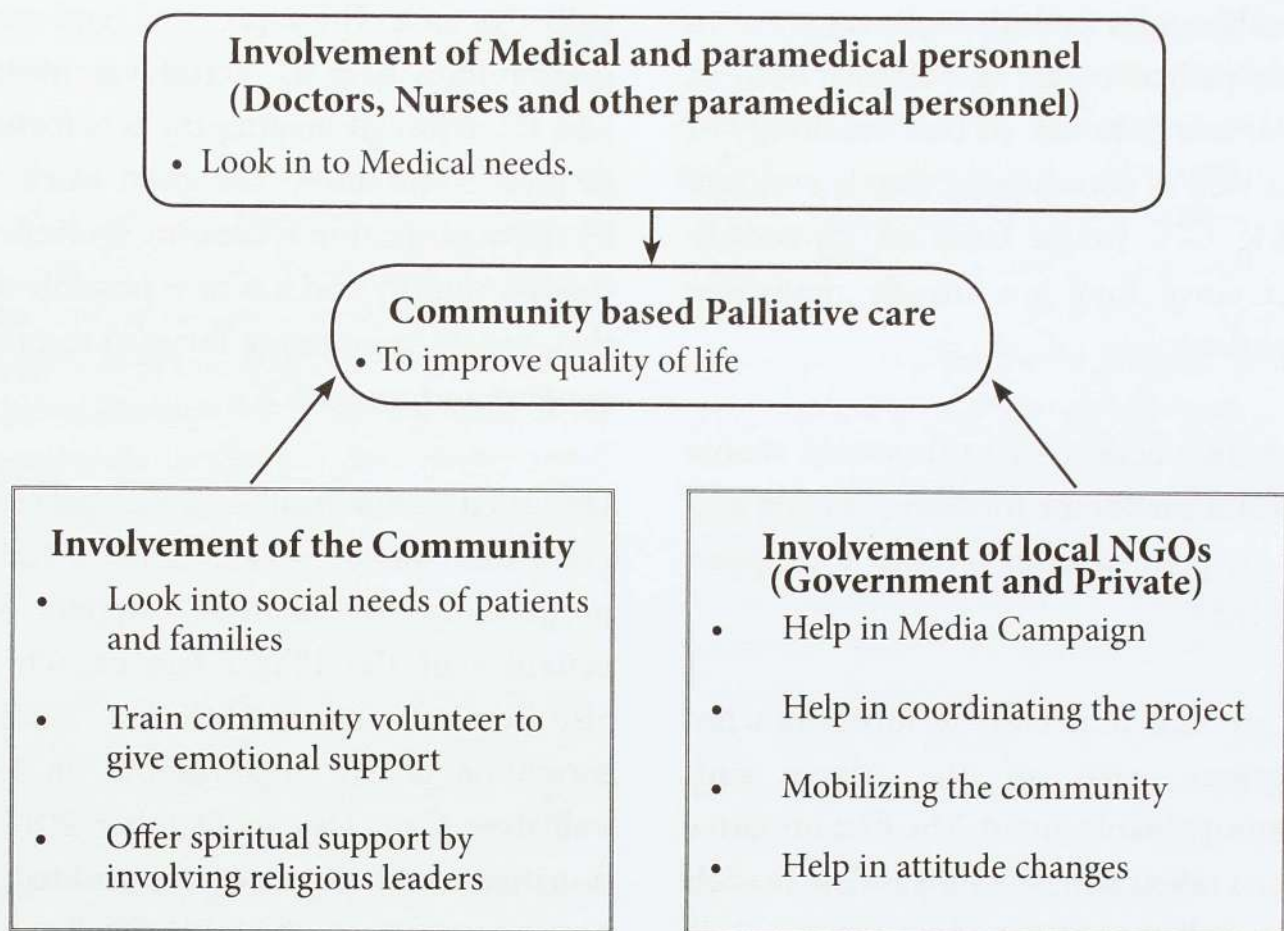 Involvement of Medical and paramedical personnel
(Doctors, Nurses and other paramedical personnel)
• Look in to Medical needs.
Community based Palliative care
• To improve quality of life
Involvement of the Community
• Look into social needs of patients
and families
• Train community volunteer to
give emotional support
• Offer spiritual support by
involving religious leaders
Involvement of local NGOs
(Government and Private)
• Help in Media Campaign
• Help in coordinating the project
• Mobilizing the community
• Help in attitude changes